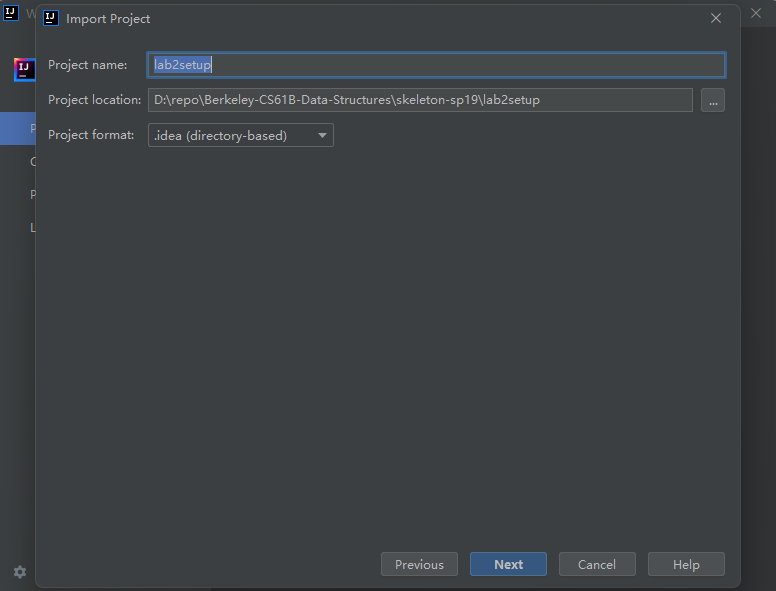 IJ W IJ Import Project
Project name: lab2setup
IJ
Project location: D:\repo\Berkeley-CS61B-Data-Structures\skeleton-sp19\lab2setup ...
P
Project format: .idea (directory-based)
C
P
L
Previous Next Cancel Help